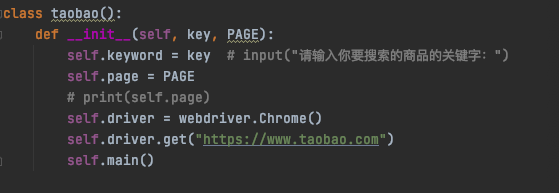 class taobao():
def __init__(self, key, PAGE):
self.keyword = key  # input("请输入你要搜索的商品的关键字：")
self.page = PAGE
# print(self.page)
self.driver = webdriver.Chrome()
self.driver.get("https://www.taobao.com")
self.main()